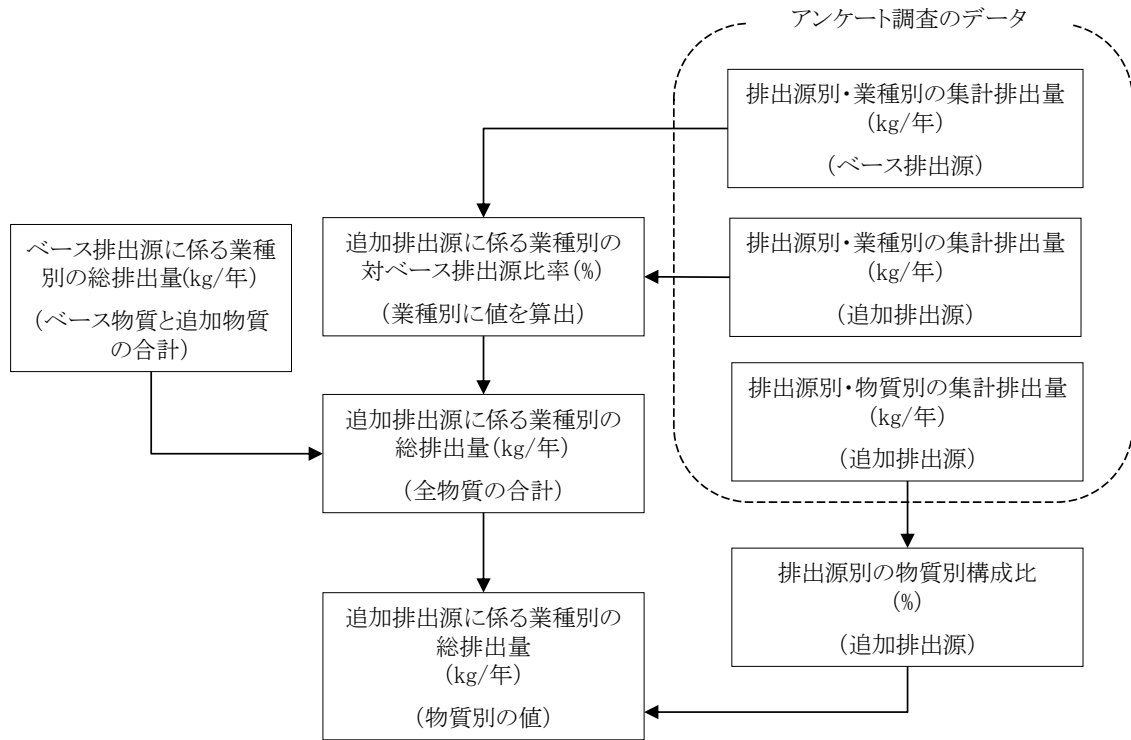 アンケート調査のデータ
排出源別・業種別の集計排出量
(kg/年)
(ベース排出源)
ベース排出源に係る業種
別の総排出量(kg/年)
(ベース物質と追加物質
の合計)
追加排出源に係る業種別の
対ベース排出源比率(%)
(業種別に値を算出)
排出源別・業種別の集計排出量
(kg/年)
(追加排出源)
追加排出源に係る業種別の
総排出量(kg/年)
(全物質の合計)
排出源別・物質別の集計排出量
(kg/年)
(追加排出源)
追加排出源に係る業種別の
総排出量
(kg/年)
(物質別の値)
排出源別の物質別構成比
(%)
(追加排出源)